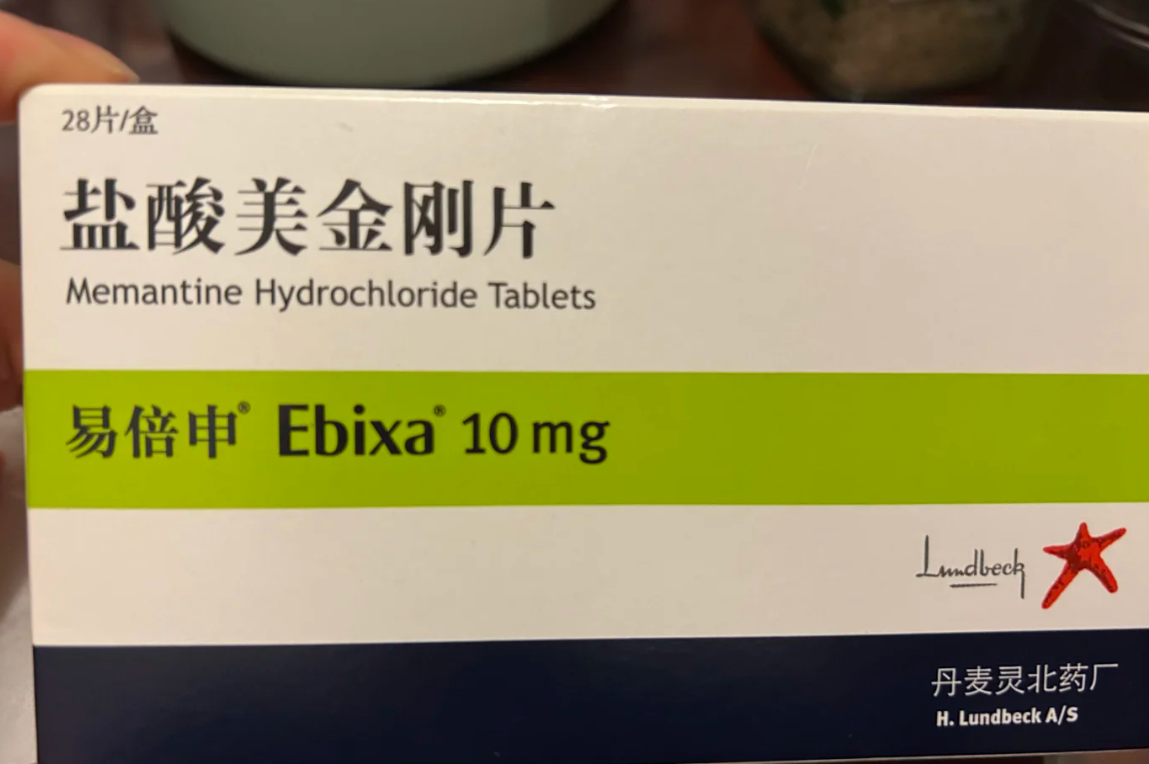 28片/盒
盐酸美金刚片
Memantine Hydrochloride Tablets
易倍申® Ebixa® 10 mg
Lundbeck
丹麦灵北药厂
H. Lundbeck A/S